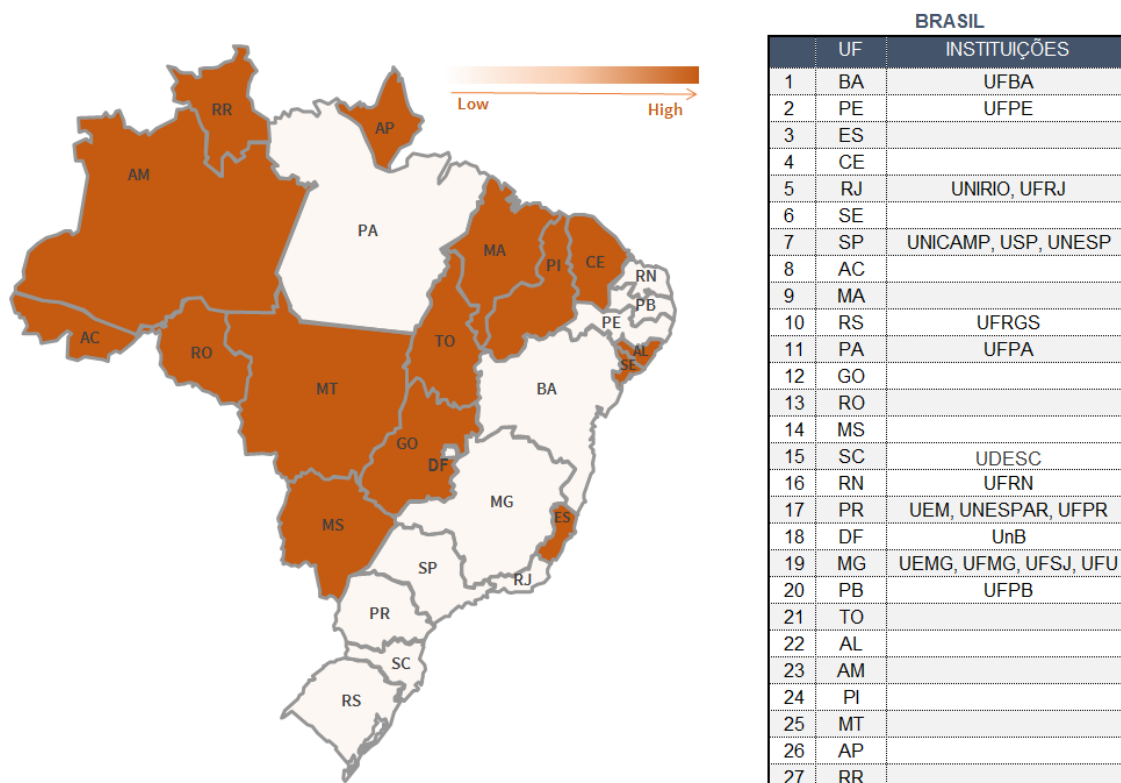 BRASIL
UF INSTITUIÇÕES
1 BA UFBA
2 PE UFPE
3 ES
4 CE
5 RJ UNIRIO, UFRJ
6 SE
7 SP UNICAMP, USP, UNESP
8 AC
9 MA
10 RS UFRGS
11 PA UFPA
12 GO
13 RO
14 MS
15 SC UDESC
16 RN UFRN
17 PR UEM, UNESPAR, UFPR
18 DF UnB
19 MG UEMG, UFMG, UFSJ, UFU
20 PB UFPB
21 TO
22 AL
23 AM
24 PI
25 MT
26 AP
27 RR
Low
High
RR
AP
AM
PA
MA
PI
CE
RN
PB
PE
AC
RO
TO
AL
SE
MT
BA
GO
DF
MG
MS
ES
SP
RJ
PR
SC
RS